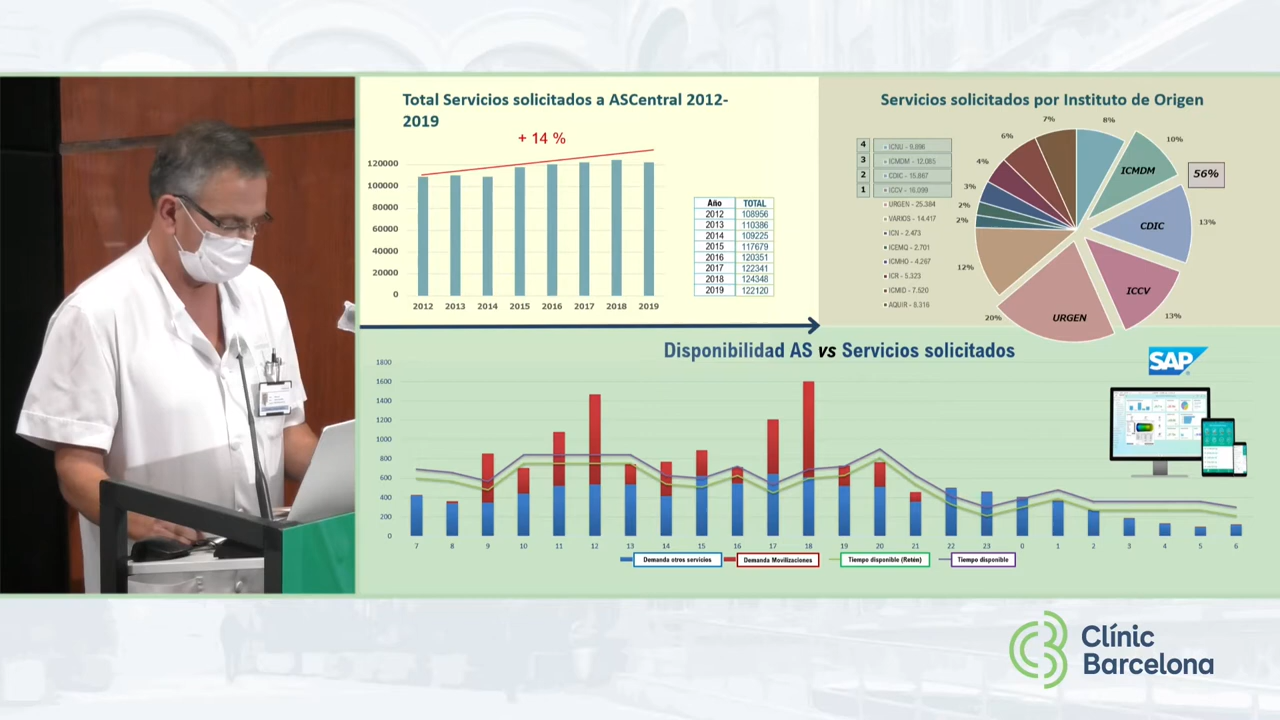 Total Servicios solicitados a ASCentral 2012-
2019
+ 14 %
120000
100000
80000
60000
40000
20000
0
2012 2013 2014 2015 2016 2017 2018 2019
Año TOTAL
2012 108956
2013 110386
2014 109225
2015 117679
2016 120351
2017 122341
2018 124348
2019 122120
Servicios solicitados por Instituto de Origen
4 ICNU - 9.896
3 ICMDM - 12.085
2 CDIC - 15.867
1 ICCV - 16.099
URGEN - 25.384
VARIOS - 14.417
ICN - 2.473
ICEMQ - 2.701
ICMHO - 4.267
ICR - 5.323
ICMID - 7.520
AQUIR - 8.316
7%
8%
6%
10%
4%
ICMDM
56%
3%
2%
2%
CDIC
13%
12%
ICCV
20%
URGEN
13%
Disponibilidad AS vs Servicios solicitados
SAP
1800
1600
1400
1200
1000
800
600
400
200
0
7 8 9 10 11 12 13 14 15 16 17 18 19 20 21 22 23 0 1 2 3 4 5 6
Demanda otros servicios Demanda Movilizaciones Tiempo disponible (Retén) Tiempo disponible
Clínic
Barcelona